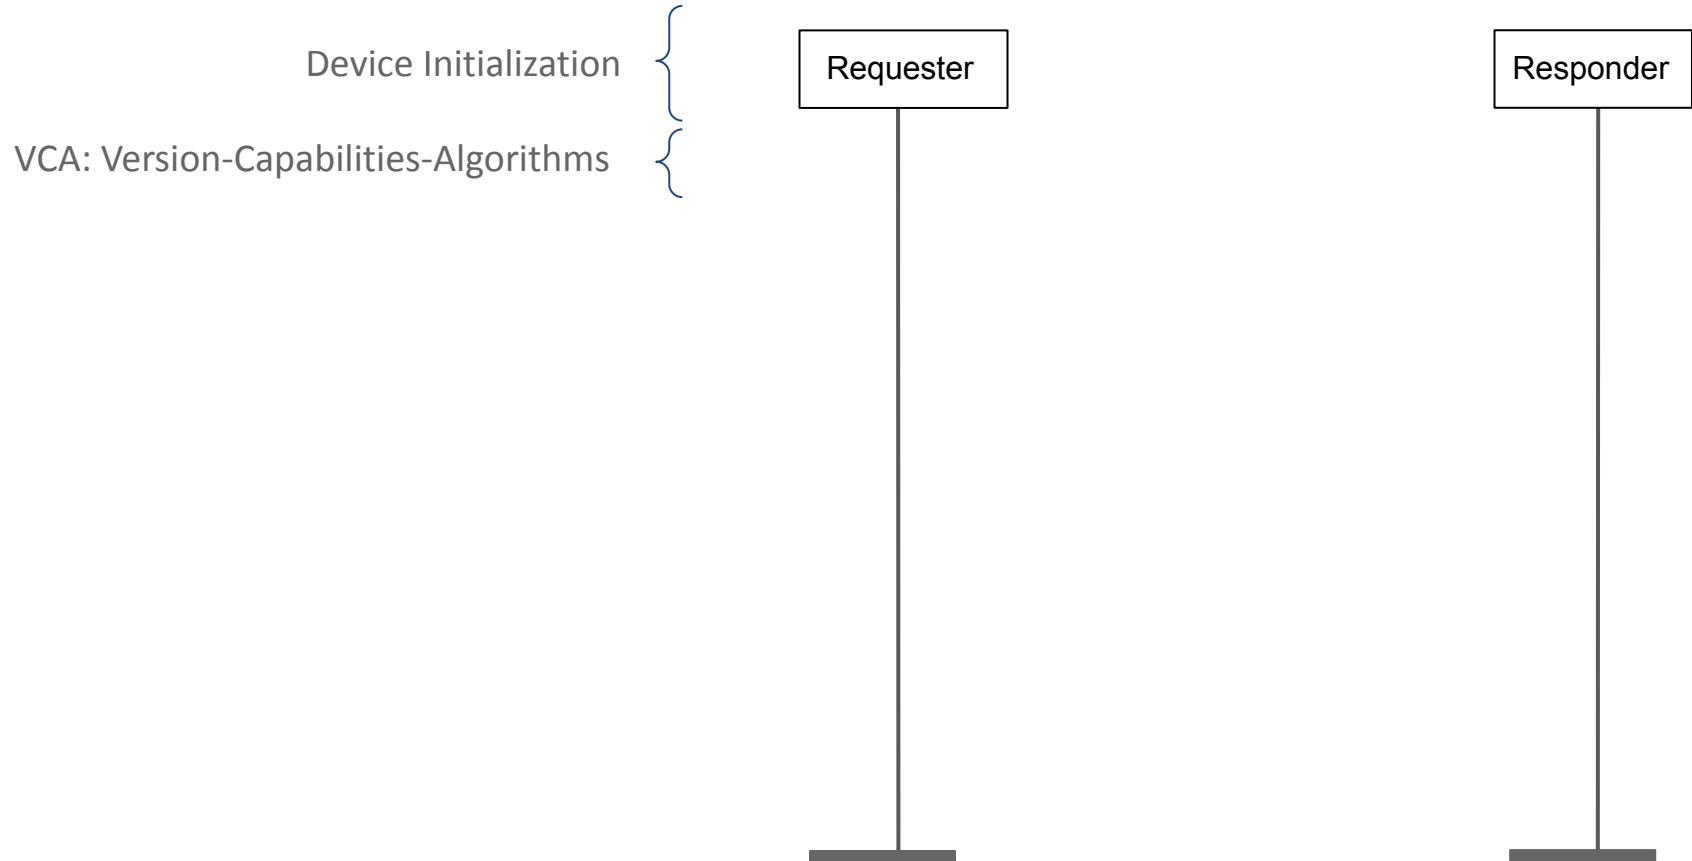 Device Initialization
Requester
Responder
VCA: Version-Capabilities-Algorithms